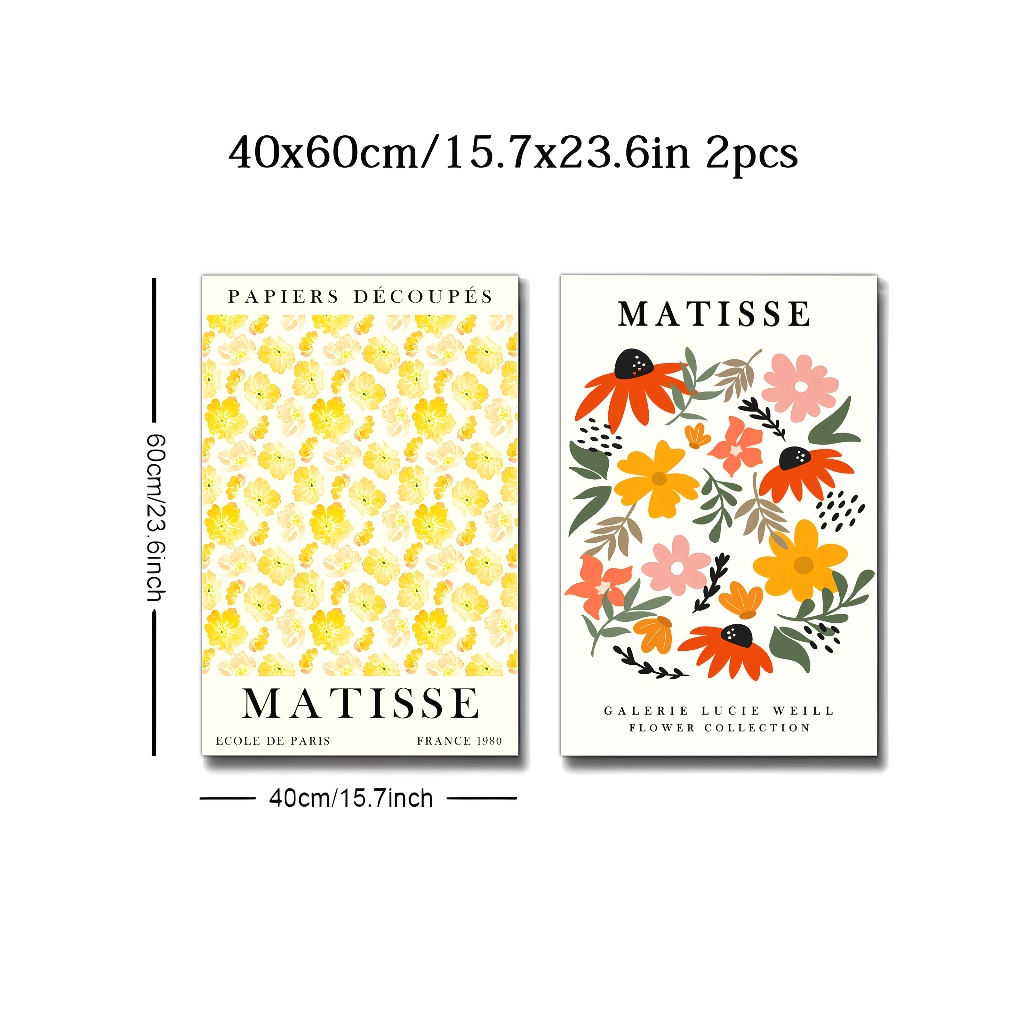 40x60cm/15.7x23.6in 2pcs
60cm/23.6inch
PAPIERS DÉCOUPÉS
MATISSE
ECOLE DE PARIS FRANCE 1980
40cm/15.7inch
MATISSE
GALERIE LUCIE WEILL
FLOWER COLLECTION